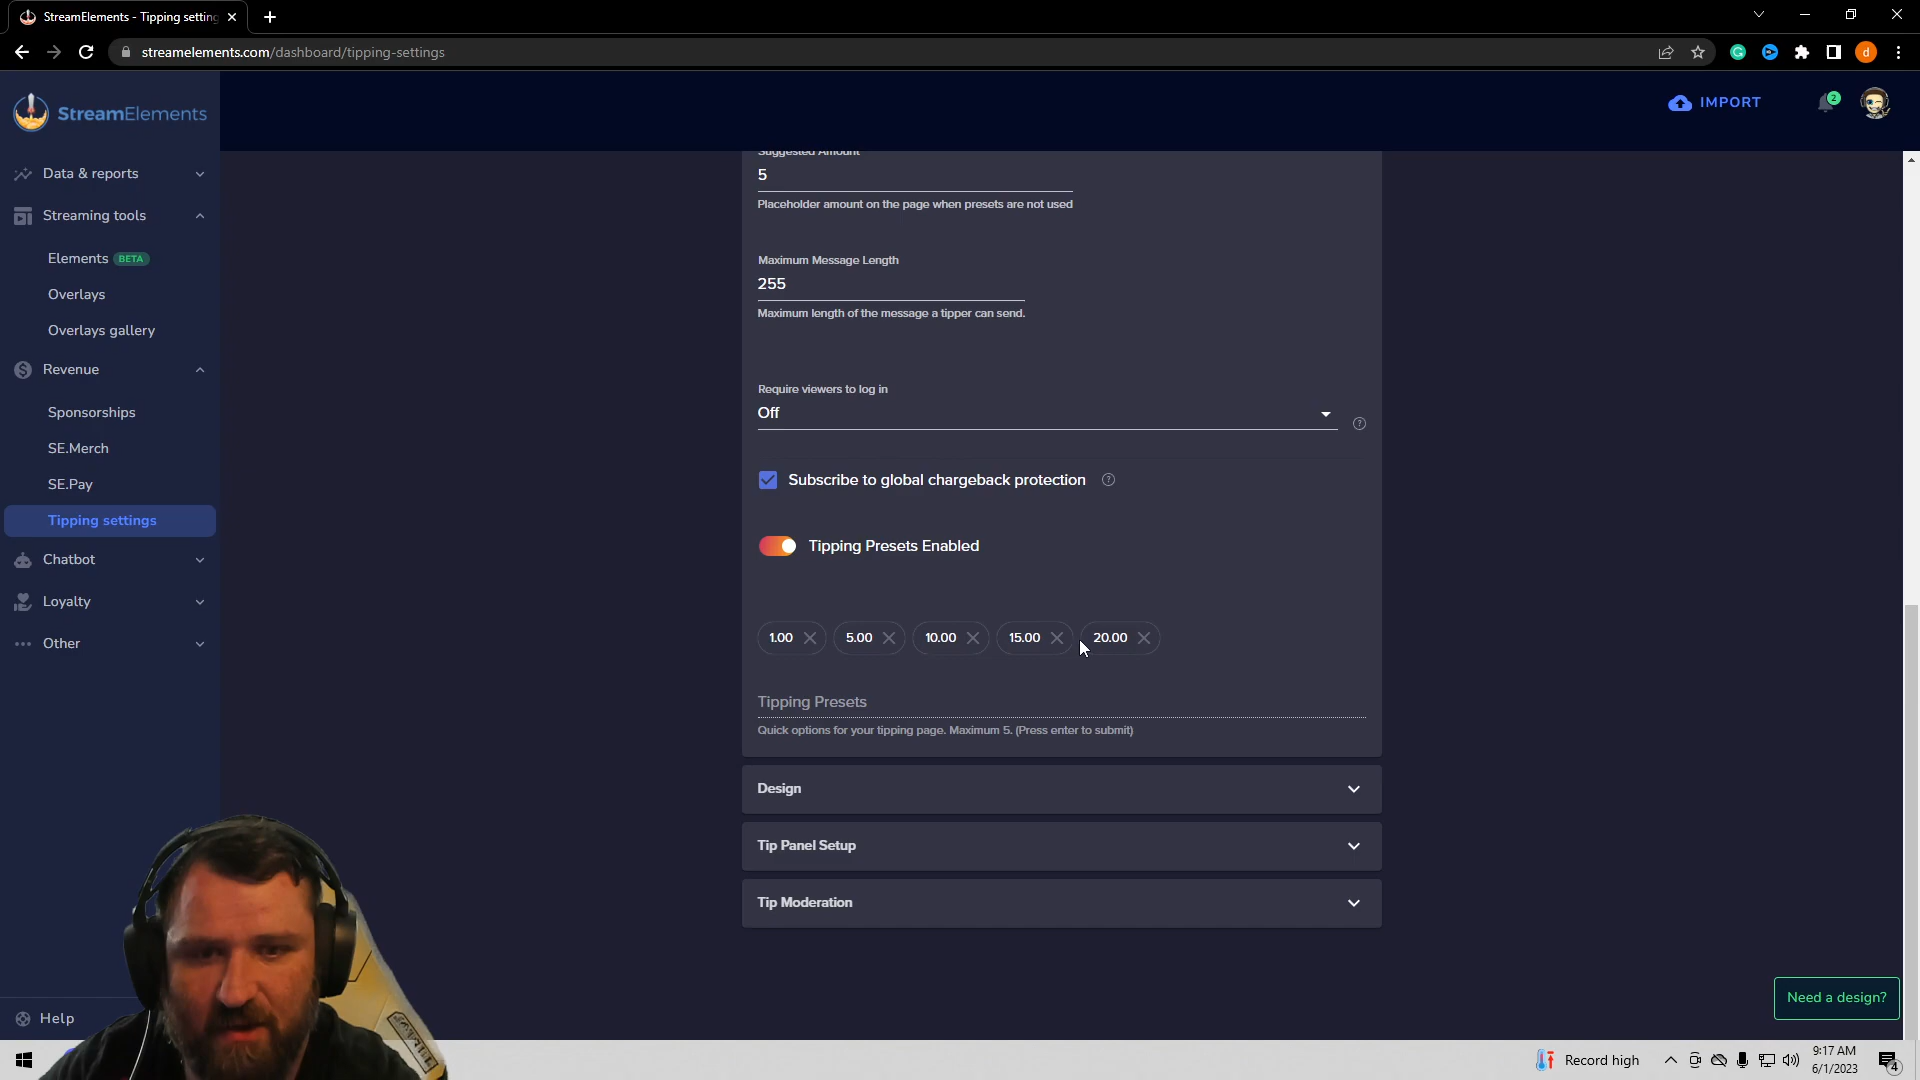 StreamElements - Tipping setting
streamelements.com/dashboard/tipping-settings
d
StreamElements
IMPORT
2
Data & reports
Streaming tools
Elements BETA
Overlays
Overlays gallery
Revenue
Sponsorships
SE.Merch
SE.Pay
Tipping settings
Chatbot
Loyalty
Other
Help
Suggested Amount
5
Placeholder amount on the page when presets are not used
Maximum Message Length
255
Maximum length of the message a tipper can send.
Require viewers to log in
Off
Subscribe to global chargeback protection
Tipping Presets Enabled
1.00 5.00 10.00 15.00 20.00
Tipping Presets
Quick options for your tipping page. Maximum 5. (Press enter to submit)
Design
Tip Panel Setup
Tip Moderation
Need a design?
Record high
9:17 AM
6/1/2023
4